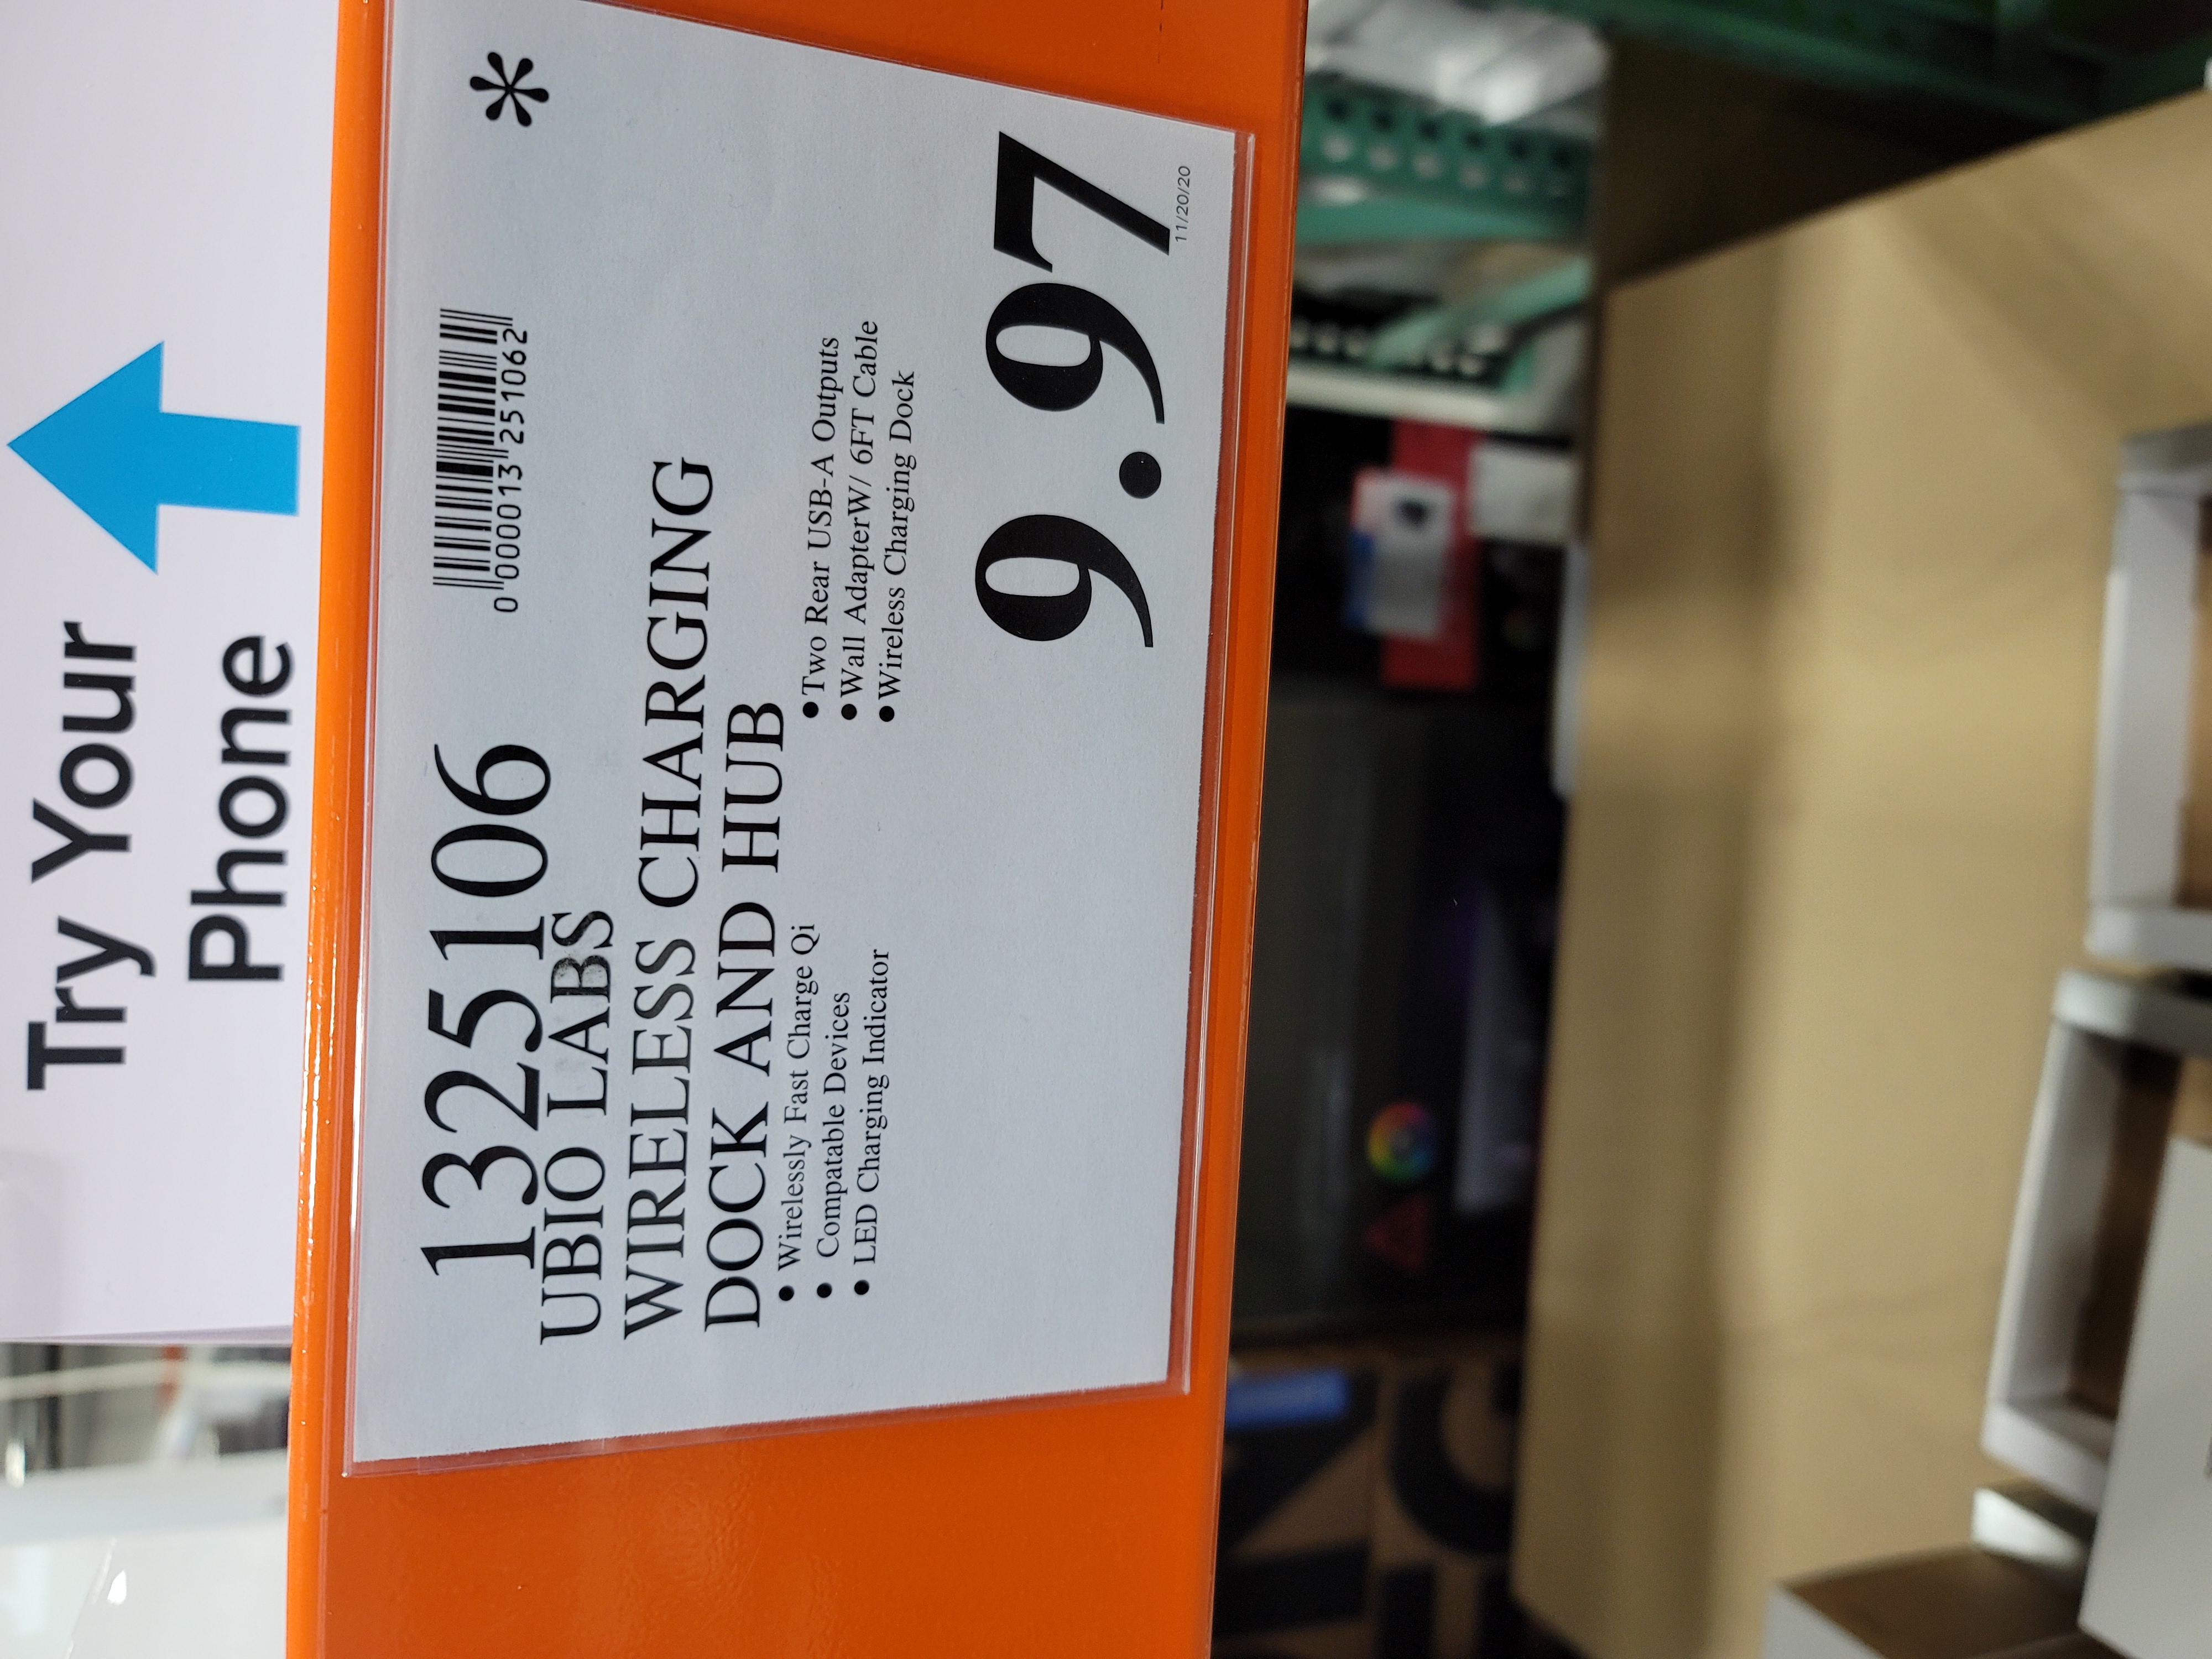 Try Your
Phone
1325106
*
0 000013 251062
UBIO LABS
WIRELESS CHARGING
DOCK AND HUB
• Wirelessly Fast Charge Qi
• Compatable Devices
• LED Charging Indicator
•Two Rear USB-A Outputs
•Wall AdapterW/ 6FT Cable
•Wireless Charging Dock
9.97
11/20/20